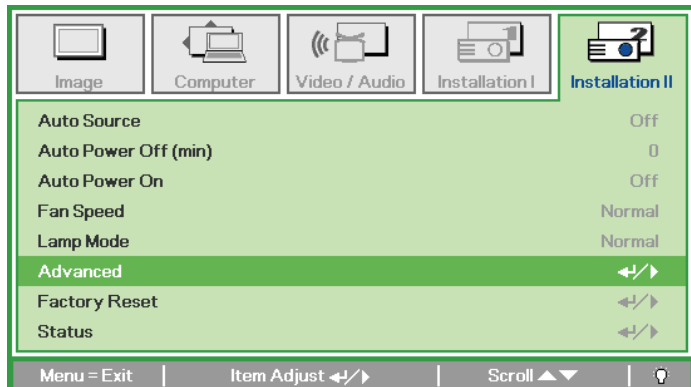 Image Computer Video / Audio Installation I Installation II
Auto Source Off
Auto Power Off (min) 0
Auto Power On Off
Fan Speed Normal
Lamp Mode Normal
Advanced
Factory Reset
Status
Menu = Exit Item Adjust Scroll